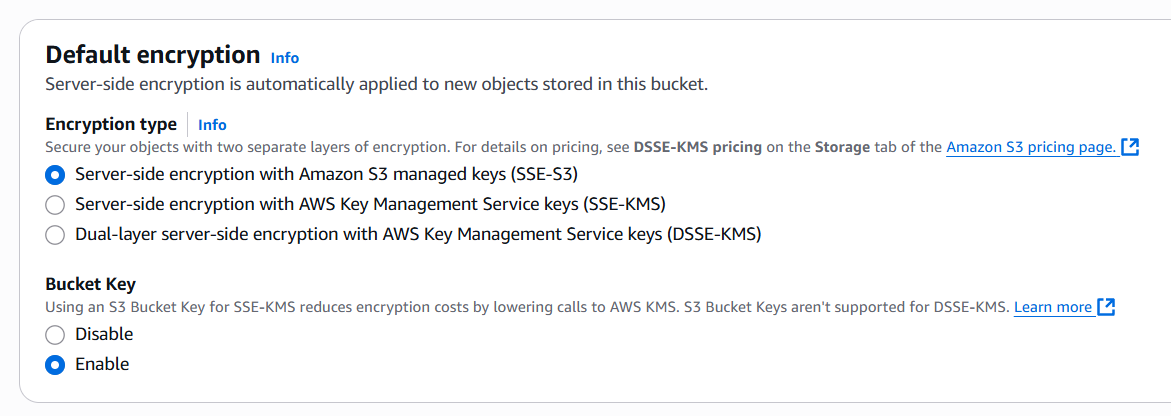 Default encryption Info
Server-side encryption is automatically applied to new objects stored in this bucket.
Encryption type Info
Secure your objects with two separate layers of encryption. For details on pricing, see DSSE-KMS pricing on the Storage tab of the Amazon S3 pricing page.
Server-side encryption with Amazon S3 managed keys (SSE-S3)
Server-side encryption with AWS Key Management Service keys (SSE-KMS)
Dual-layer server-side encryption with AWS Key Management Service keys (DSSE-KMS)
Bucket Key
Using an S3 Bucket Key for SSE-KMS reduces encryption costs by lowering calls to AWS KMS. S3 Bucket Keys aren't supported for DSSE-KMS. Learn more
Disable
Enable